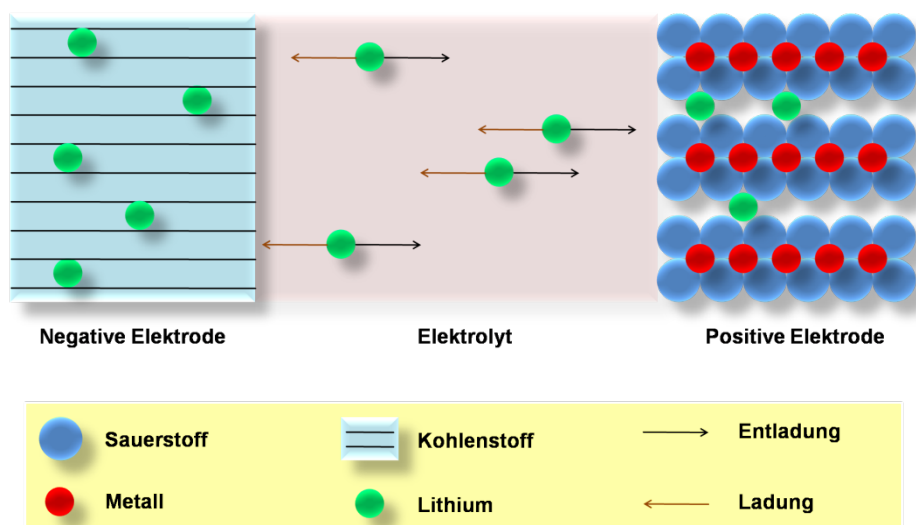 Negative Elektrode
Elektrolyt
Positive Elektrode
Sauerstoff
Kohlenstoff
Entladung
Metall
Lithium
Ladung